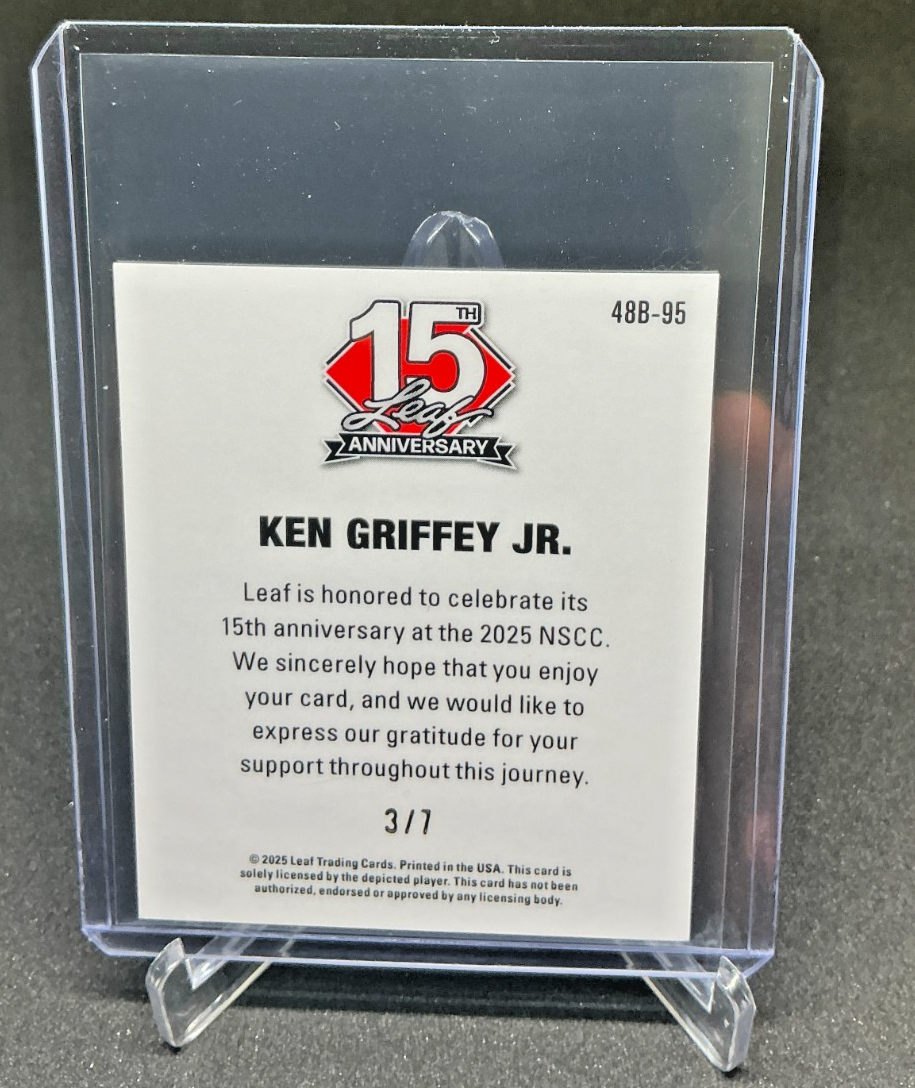 48B-95
15TH
Leaf
ANNIVERSARY
KEN GRIFFEY JR.
Leaf is honored to celebrate its
15th anniversary at the 2025 NSCC.
We sincerely hope that you enjoy
your card, and we would like to
express our gratitude for your
support throughout this journey.
3/7
© 2025 Leaf Trading Cards. Printed in the USA. This card is
solely licensed by the depicted player. This card has not been
authorized, endorsed or approved by any licensing body.